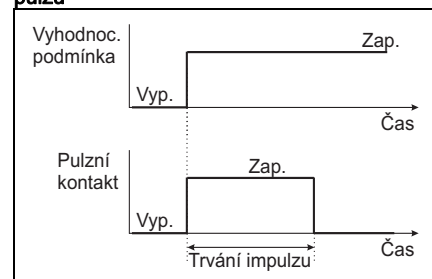 pulzu
Vyhodnoc.
podmínka
Zap.
Vyp.
Čas
Pulzní
kontakt
Zap.
Vyp.
Čas
Trvání impulzu